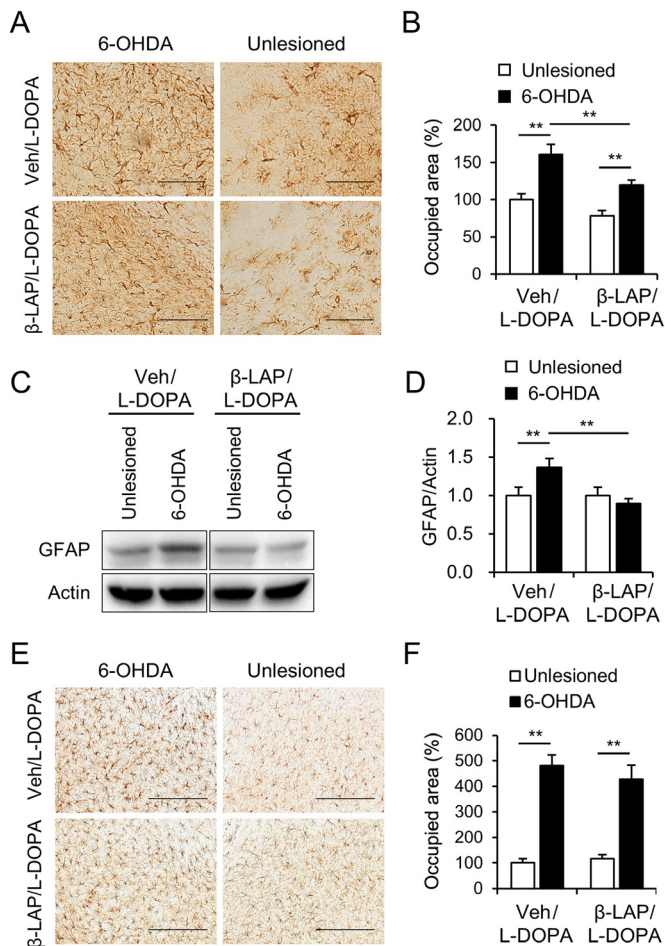 A
6-OHDA
Unlesioned
Veh/L-DOPA
β-LAP/L-DOPA
B
Unlesioned
6-OHDA
Occupied area (%)
200
150
100
50
0
**
**
**
Veh/
L-DOPA
β-LAP/
L-DOPA
C
Veh/
L-DOPA
β-LAP/
L-DOPA
Unlesioned
6-OHDA
Unlesioned
6-OHDA
GFAP
Actin
D
Unlesioned
6-OHDA
GFAP/Actin
2.0
1.5
1.0
0.5
0.0
**
**
Veh/
L-DOPA
β-LAP/
L-DOPA
E
6-OHDA
Unlesioned
Veh/L-DOPA
β-LAP/L-DOPA
F
Unlesioned
6-OHDA
Occupied area (%)
600
500
400
300
200
100
0
**
**
Veh/
L-DOPA
β-LAP/
L-DOPA